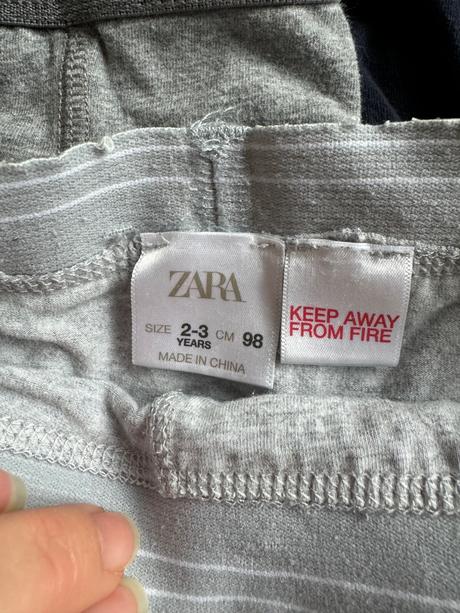 ZARA
SIZE 2-3 YEARS CM 98
MADE IN CHINA
KEEP AWAY
FROM FIRE